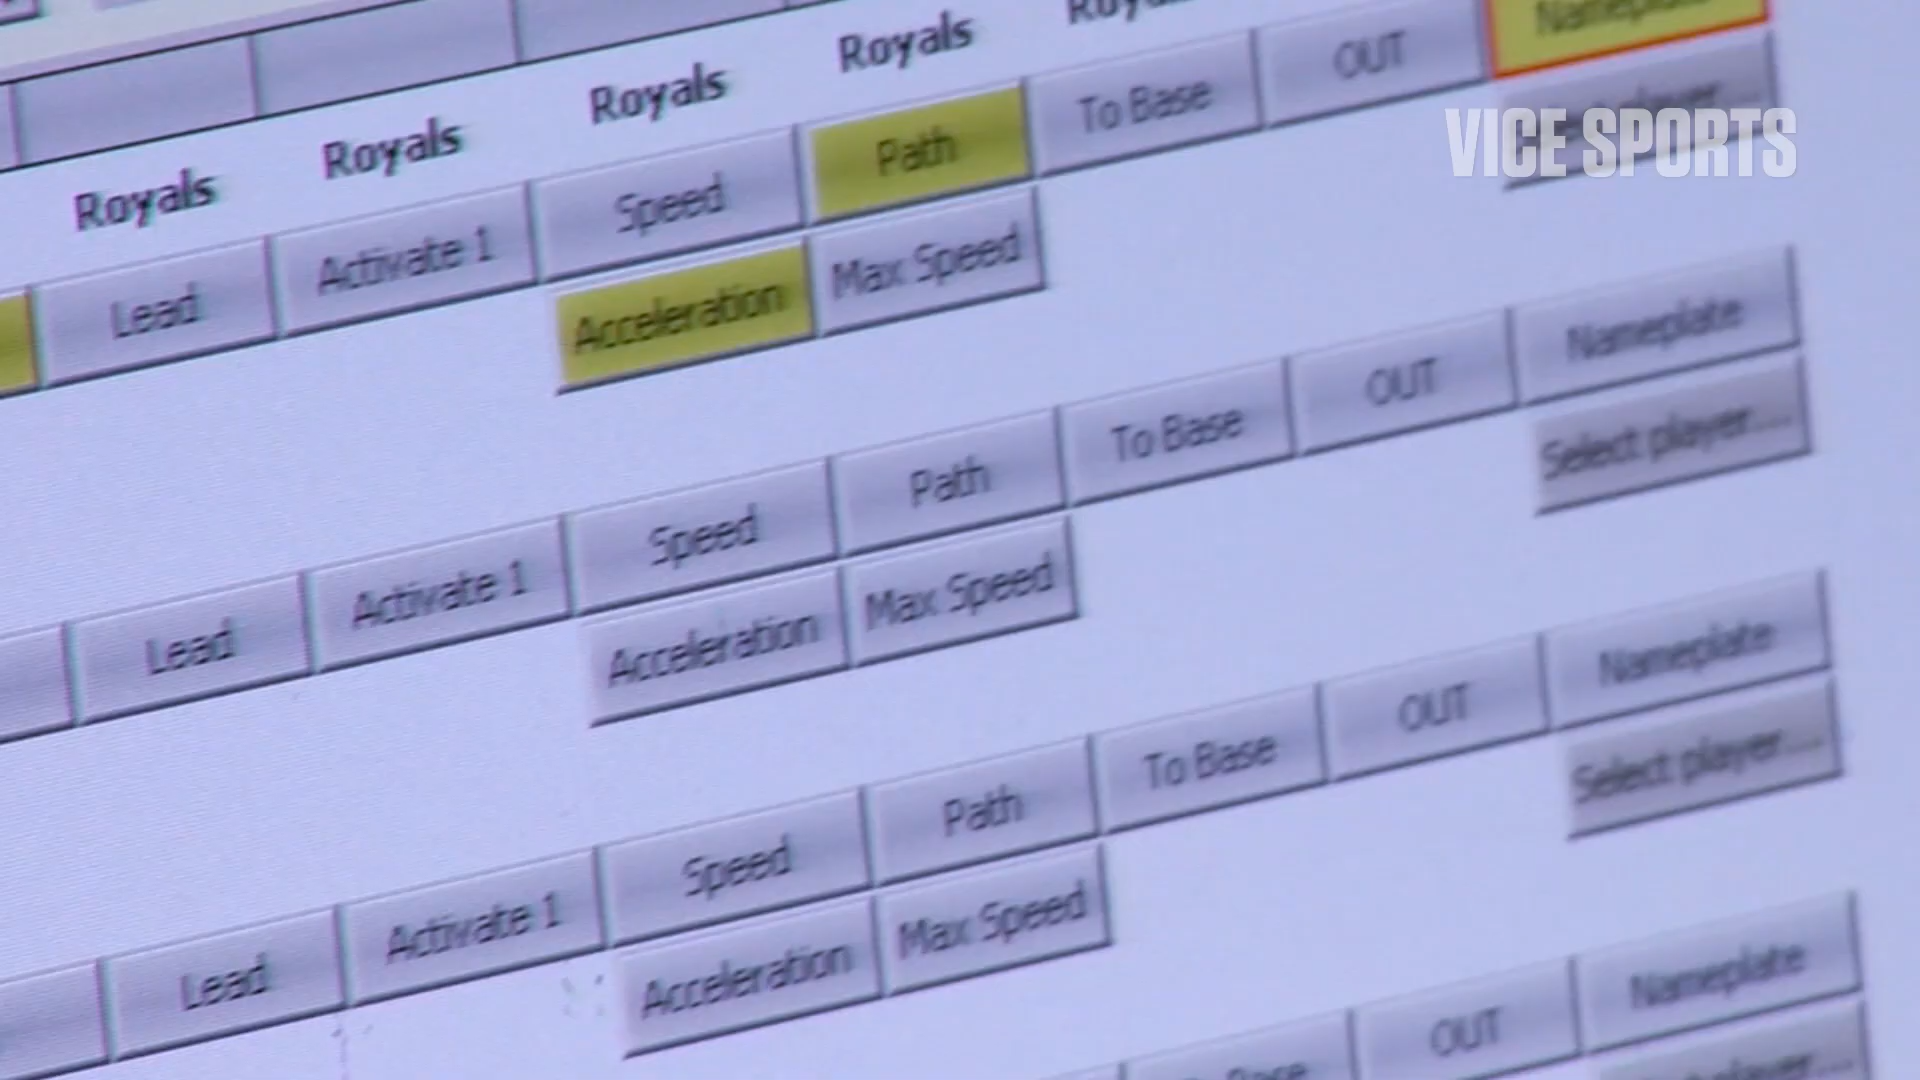 Royals Royals Royals Royals Royals
Lead Activate 1 Speed Path To Base OUT Nameplate
Acceleration Max Speed
VICE SPORTS
Lead Activate 1 Speed Path To Base OUT Nameplate
Acceleration Max Speed Select player...
Lead Activate 1 Speed Path To Base OUT Nameplate
Acceleration Max Speed Select player...
OUT Nameplate